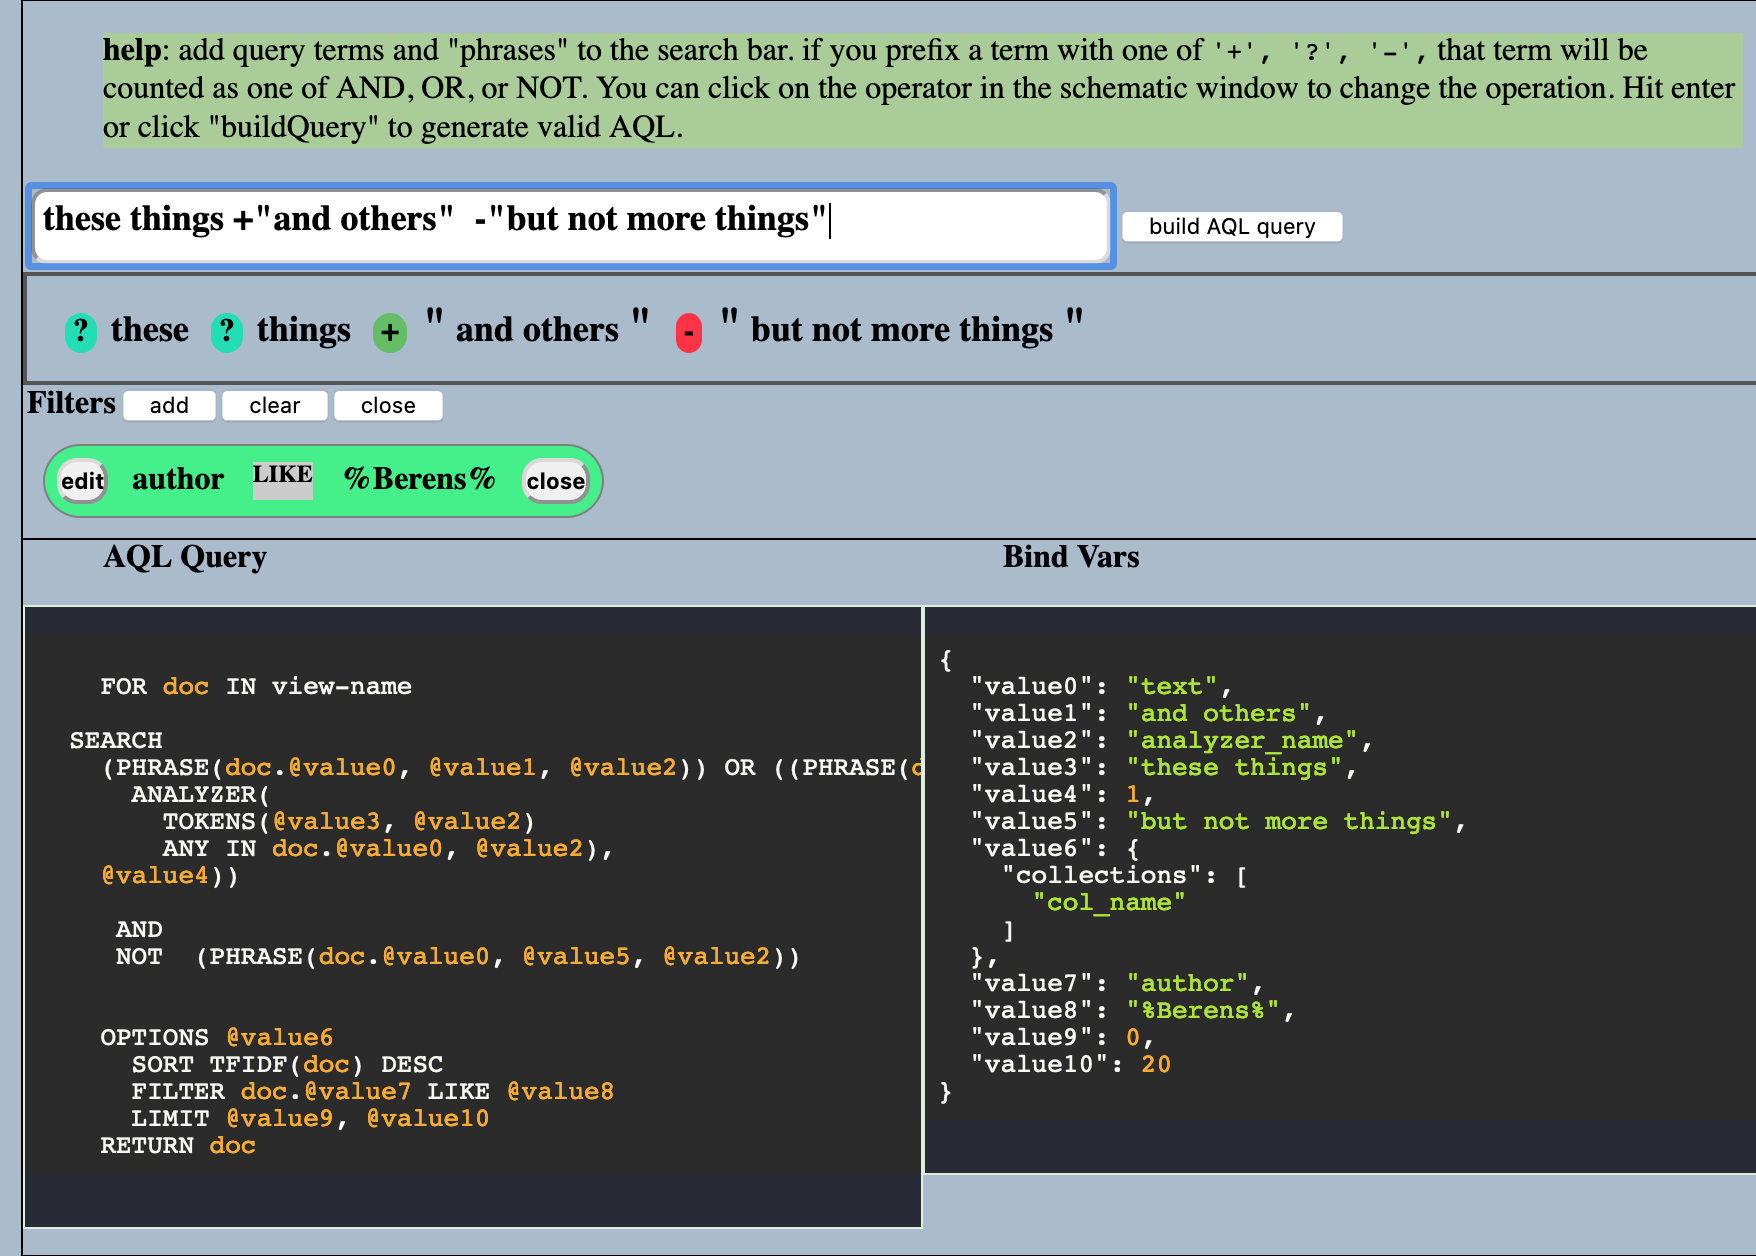 help: add query terms and "phrases" to the search bar. if you prefix a term with one of '+', '?', '-', that term will be
counted as one of AND, OR, or NOT. You can click on the operator in the schematic window to change the operation. Hit enter
or click "buildQuery" to generate valid AQL.
these things +"and others"  -"but not more things"
build AQL query
? these ? things + " and others " - " but not more things "
Filters add clear close
edit author LIKE %Berens% close
AQL Query
FOR doc IN view-name
SEARCH
(PHRASE(doc.@value0, @value1, @value2)) OR ((PHRASE(
ANALYZER(
TOKENS(@value3, @value2)
ANY IN doc.@value0, @value2),
@value4))
AND
NOT  (PHRASE(doc.@value0, @value5, @value2))
OPTIONS @value6
SORT TFIDF(doc) DESC
FILTER doc.@value7 LIKE @value8
LIMIT @value9, @value10
RETURN doc
Bind Vars
{
"value0": "text",
"value1": "and others",
"value2": "analyzer_name",
"value3": "these things",
"value4": 1,
"value5": "but not more things",
"value6": {
"collections": [
"col_name"
]
},
"value7": "author",
"value8": "%Berens%",
"value9": 0,
"value10": 20
}